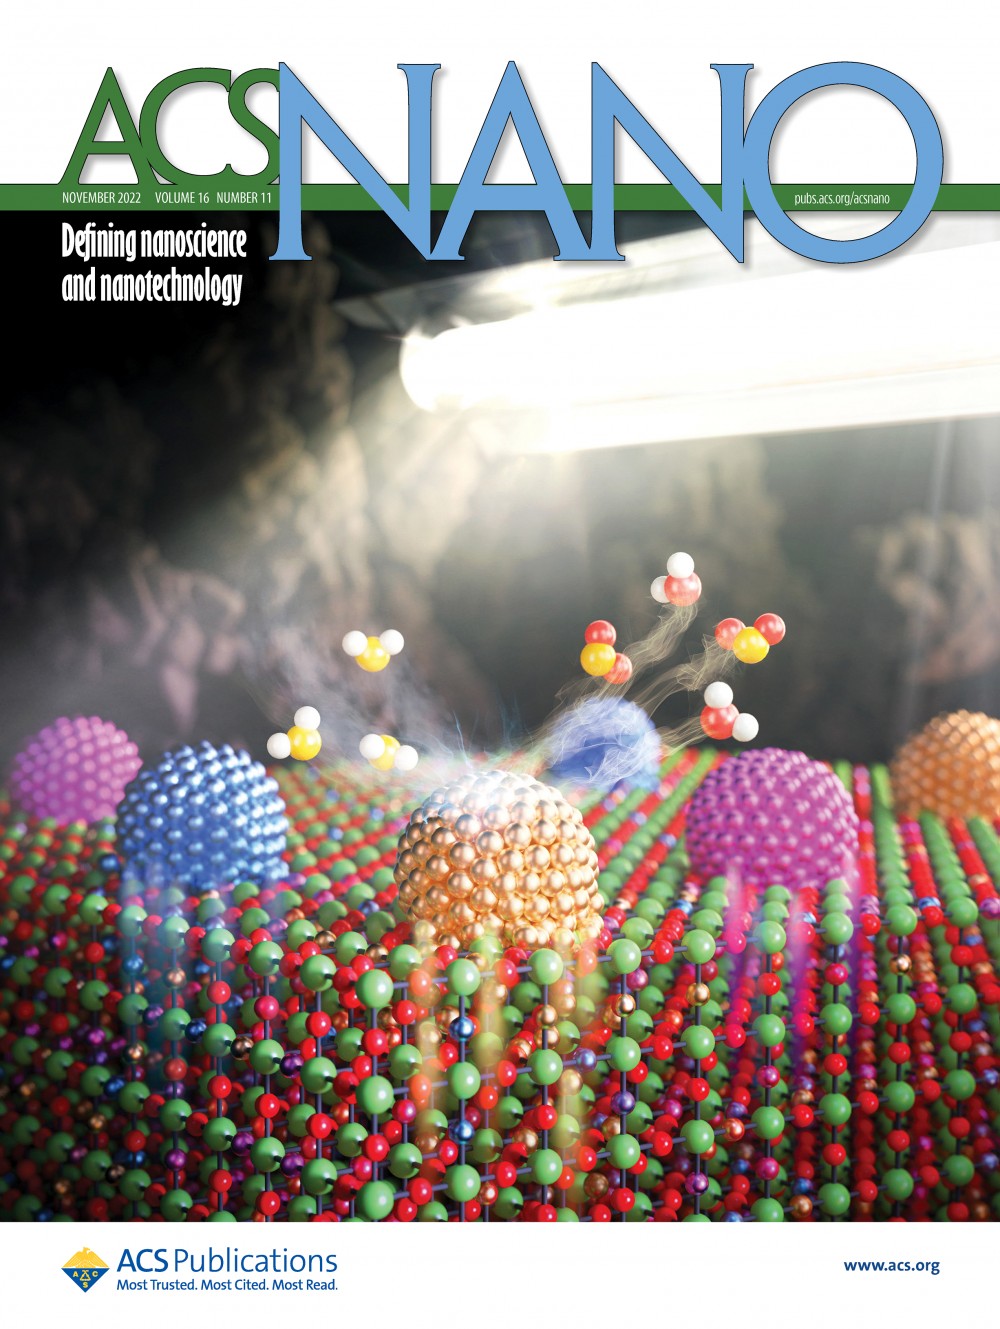 ACS NANO
NOVEMBER 2022 VOLUME 16 NUMBER 11
pubs.acs.org/acsnano
Defining nanoscience
and nanotechnology
A C S
ACS Publications
Most Trusted. Most Cited. Most Read.
www.acs.org